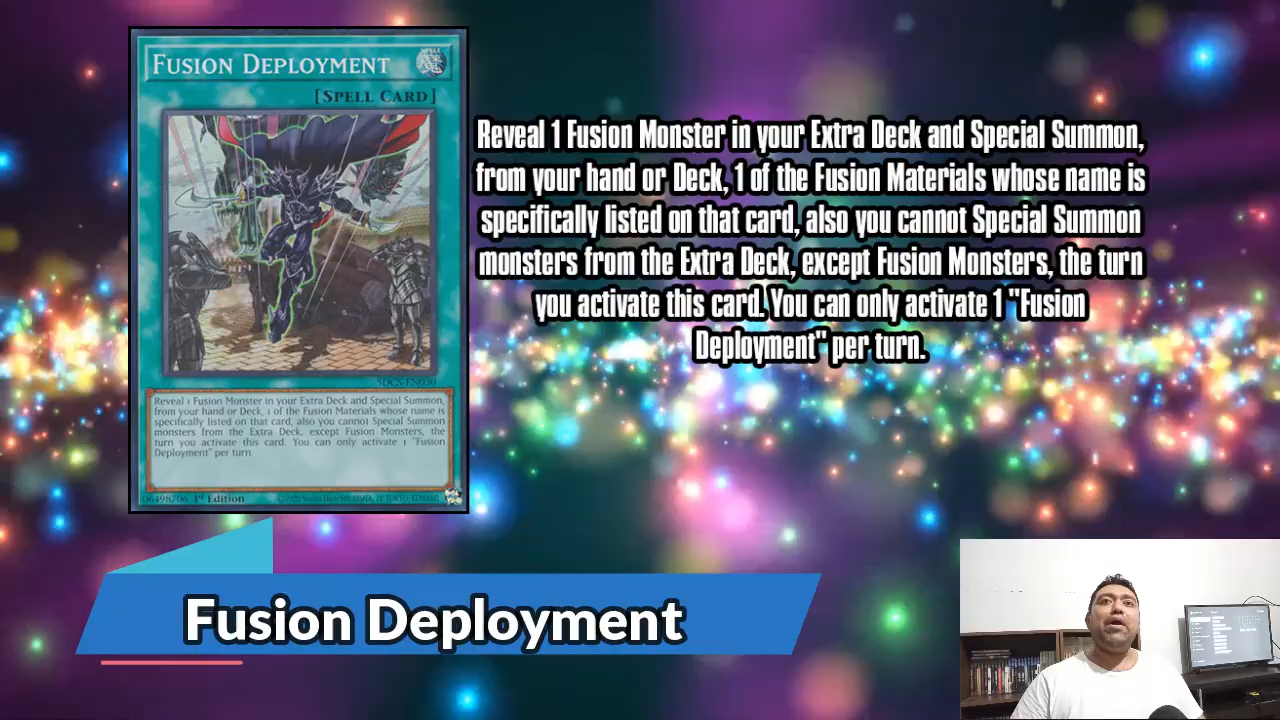 FUSION DEPLOYMENT
[SPELL CARD]
SDCS-EN030
Reveal 1 Fusion Monster in your Extra Deck and Special Summon,
from your hand or Deck, 1 of the Fusion Materials whose name is
specifically listed on that card, also you cannot Special Summon
monsters from the Extra Deck, except Fusion Monsters, the
turn you activate this card. You can only activate 1 "Fusion
Deployment" per turn.
06498706 1st Edition
Reveal 1 Fusion Monster in your Extra Deck and Special Summon,
from your hand or Deck, 1 of the Fusion Materials whose name is
specifically listed on that card, also you cannot Special Summon
monsters from the Extra Deck, except Fusion Monsters, the turn
you activate this card. You can only activate 1 "Fusion
Deployment" per turn.
Fusion Deployment